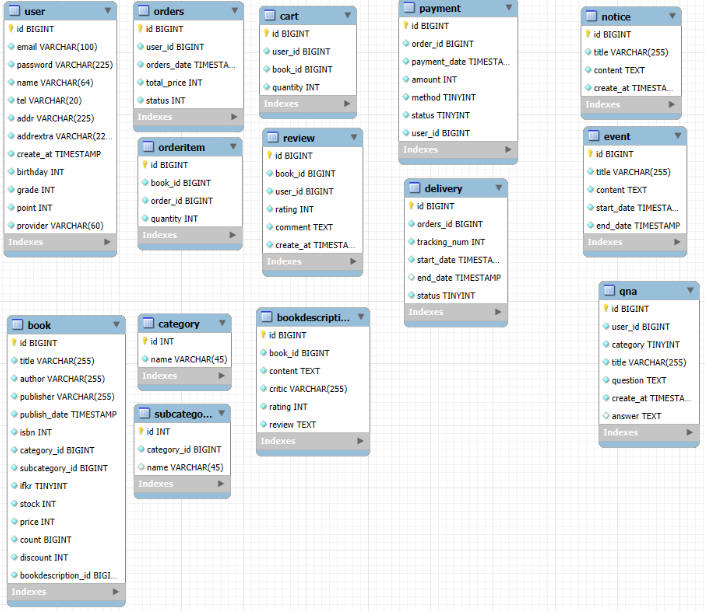 user
id BIGINT
email VARCHAR(100)
password VARCHAR(225)
name VARCHAR(64)
tel VARCHAR(20)
addr VARCHAR(225)
addrextra VARCHAR(22...
create_at TIMESTAMP
birthday INT
grade INT
point INT
provider VARCHAR(60)
Indexes
orders
id BIGINT
user_id BIGINT
orders_date TIMESTA...
total_price INT
status INT
Indexes
orderitem
id BIGINT
book_id BIGINT
order_id BIGINT
quantity INT
Indexes
cart
id BIGINT
user_id BIGINT
book_id BIGINT
quantity INT
Indexes
review
id BIGINT
book_id BIGINT
user_id BIGINT
rating INT
comment TEXT
create_at TIMESTA...
Indexes
payment
id BIGINT
order_id BIGINT
payment_date TIMESTA...
amount INT
method TINYINT
status TINYINT
user_id BIGINT
Indexes
delivery
id BIGINT
orders_id BIGINT
tracking_num INT
start_date TIMESTA...
end_date TIMESTAMP
status TINYINT
Indexes
notice
id BIGINT
title VARCHAR(255)
content TEXT
create_at TIMESTA...
Indexes
event
id BIGINT
title VARCHAR(255)
content TEXT
start_date TIMESTA...
end_date TIMESTAMP
Indexes
qna
id BIGINT
user_id BIGINT
category TINYINT
title VARCHAR(255)
question TEXT
create_at TIMESTA...
answer TEXT
Indexes
book
id BIGINT
title VARCHAR(255)
author VARCHAR(255)
publisher VARCHAR(255)
publish_date TIMESTAMP
isbn INT
category_id BIGINT
subcategory_id BIGINT
ifkr TINYINT
stock INT
price INT
count BIGINT
discount INT
bookdescription_id BIGI...
Indexes
category
id INT
name VARCHAR(45)
Indexes
subcatego...
id INT
category_id BIGINT
name VARCHAR(45)
Indexes
bookdescripti...
id BIGINT
book_id BIGINT
content TEXT
critic VARCHAR(255)
rating INT
review TEXT
Indexes